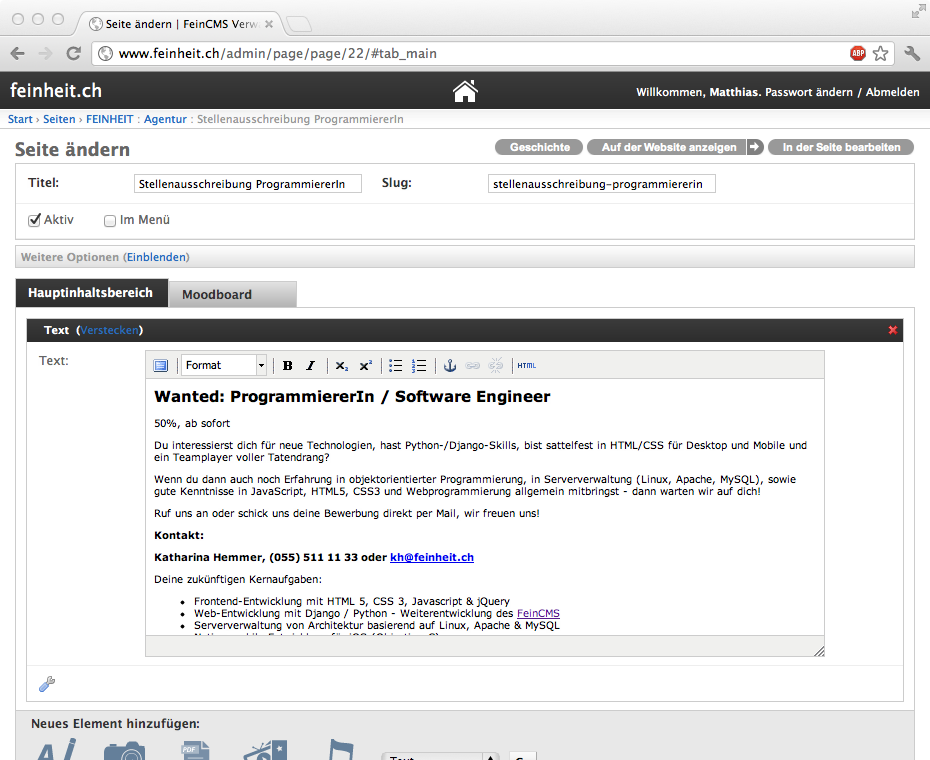 Seite ändern | FeinCMS Verw
www.feinheit.ch/admin/page/page/22/#tab_main
ABP
feinheit.ch
Willkommen, Matthias. Passwort ändern / Abmelden
Start › Seiten › FEINHEIT : Agentur : Stellenausschreibung ProgrammiererIn
Seite ändern
Geschichte
Auf der Website anzeigen
In der Seite bearbeiten
Titel:
Stellenausschreibung ProgrammiererIn
Slug:
stellenausschreibung-programmiererin
Aktiv
Im Menü
Weitere Optionen (Einblenden)
Hauptinhaltsbereich
Moodboard
Text (Verstecken)
Text:
Format
B I x₂ x² HTML
Wanted: ProgrammiererIn / Software Engineer
50%, ab sofort
Du interessierst dich für neue Technologien, hast Python-/Django-Skills, bist sattelfest in HTML/CSS für Desktop und Mobile und
ein Teamplayer voller Tatendrang?
Wenn du dann auch noch Erfahrung in objektorientierter Programmierung, in Serververwaltung (Linux, Apache, MySQL), sowie
gute Kenntnisse in JavaScript, HTML5, CSS3 und Webprogrammierung allgemein mitbringst - dann warten wir auf dich!
Ruf uns an oder schick uns deine Bewerbung direkt per Mail, wir freuen uns!
Kontakt:
Katharina Hemmer, (055) 511 11 33 oder kh@feinheit.ch
Deine zukünftigen Kernaufgaben:
Frontend-Entwicklung mit HTML 5, CSS 3, Javascript & jQuery
Web-Entwicklung mit Django / Python - Weiterentwicklung des FeinCMS
Serververwaltung von Architektur basierend auf Linux, Apache & MySQL
Neues Element hinzufügen:
PDF
Text